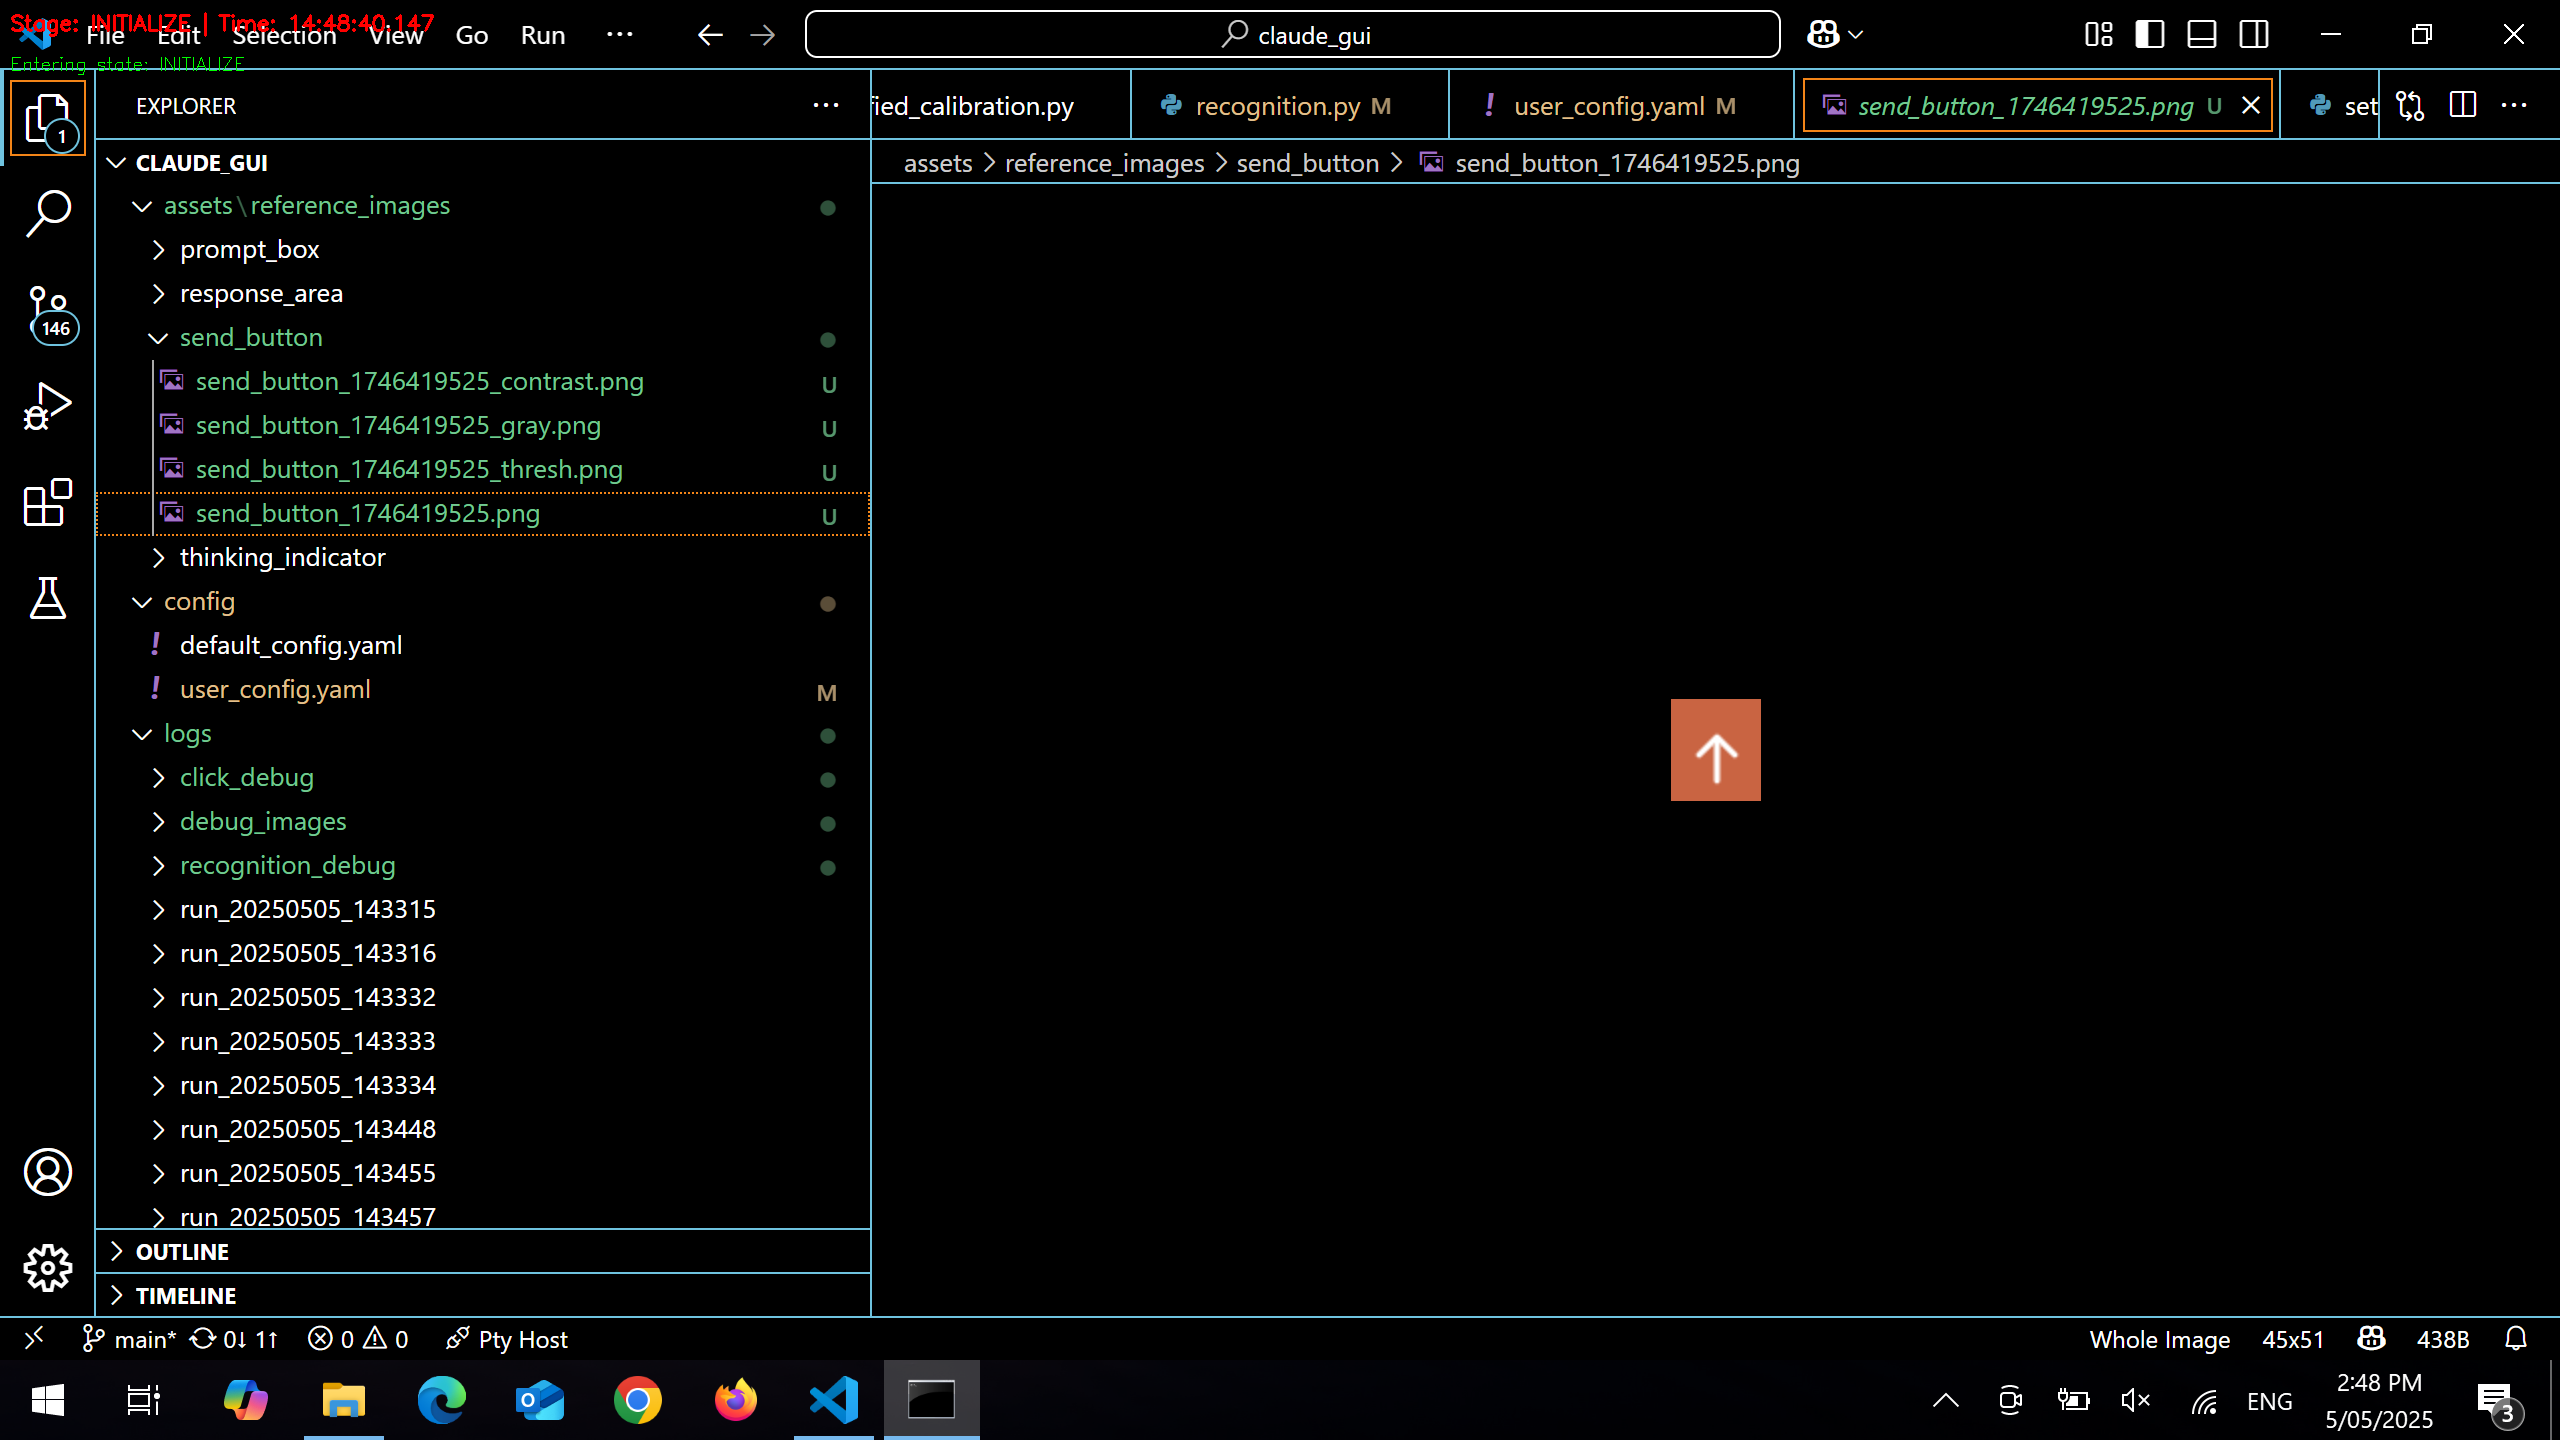 Stage: INITIALIZE | Time: 14:48:40.147
File Edit Selection View Go Run
claude_gui
Entering state: INITIALIZE
1
146
EXPLORER
CLAUDE_GUI
assets\reference_images
prompt_box
response_area
send_button
send_button_1746419525_contrast.png U
send_button_1746419525_gray.png U
send_button_1746419525_thresh.png U
send_button_1746419525.png U
thinking_indicator
config
! default_config.yaml
! user_config.yaml M
logs
click_debug
debug_images
recognition_debug
run_20250505_143315
run_20250505_143316
run_20250505_143332
run_20250505_143333
run_20250505_143334
run_20250505_143448
run_20250505_143455
run_20250505_143457
OUTLINE
TIMELINE
fied_calibration.py
recognition.py M
! user_config.yaml M
send_button_1746419525.png U
set
assets > reference_images > send_button > send_button_1746419525.png
main* 0↓ 1↑ 0 0 Pty Host
Whole Image 45x51 438B
ENG
2:48 PM
5/05/2025
3